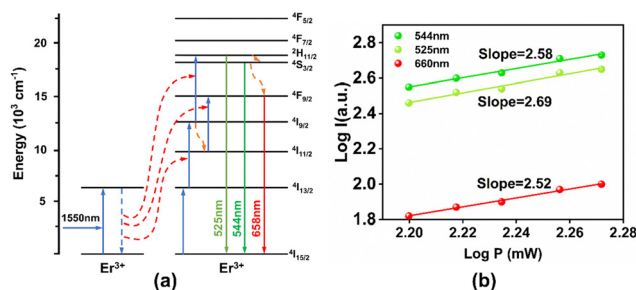 ⁴F₅/₂
20
⁴F₇/₂
²H₁₁/₂
⁴S₃/₂
15
⁴F₉/₂
⁴I₉/₂
10
⁴I₁₁/₂
5
⁴I₁₃/₂
⁴I₁₅/₂
Energy (10³ cm⁻¹)
1550nm
525nm
544nm
658nm
Er³⁺
Er³⁺
(a)
2.8
2.6
2.4
2.2
2.0
1.8
Log I(a.u.)
544nm
525nm
660nm
Slope=2.58
Slope=2.69
Slope=2.52
2.20 2.22 2.24 2.26 2.28
Log P (mW)
(b)